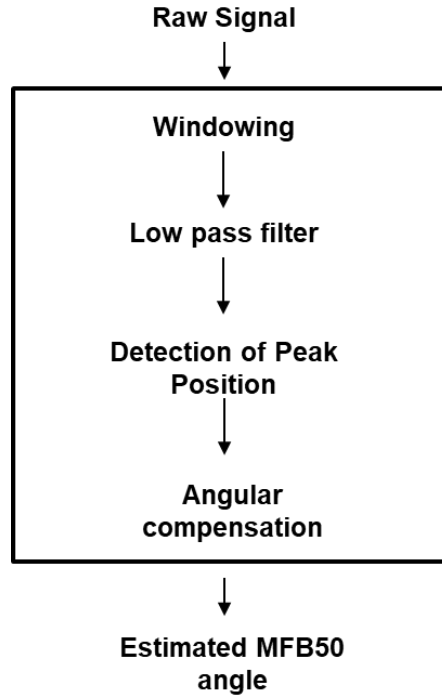 Raw Signal
Windowing
Low pass filter
Detection of Peak
Position
Angular
compensation
Estimated MFB50
angle